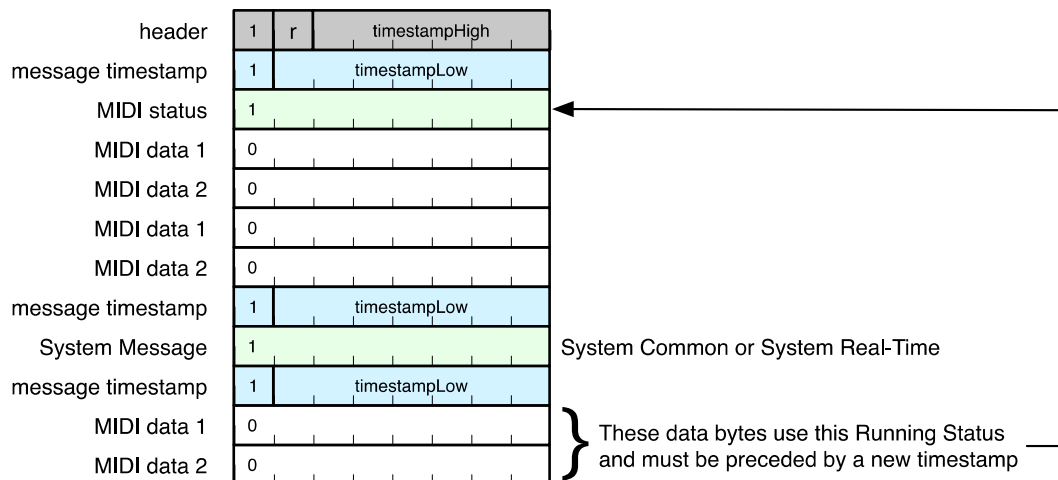 header 1 r timestampHigh
message timestamp 1 timestampLow
MIDI status 1
MIDI data 1 0
MIDI data 2 0
MIDI data 1 0
MIDI data 2 0
message timestamp 1 timestampLow
System Message 1 System Common or System Real-Time
message timestamp 1 timestampLow
MIDI data 1 0
MIDI data 2 0
These data bytes use this Running Status
and must be preceded by a new timestamp